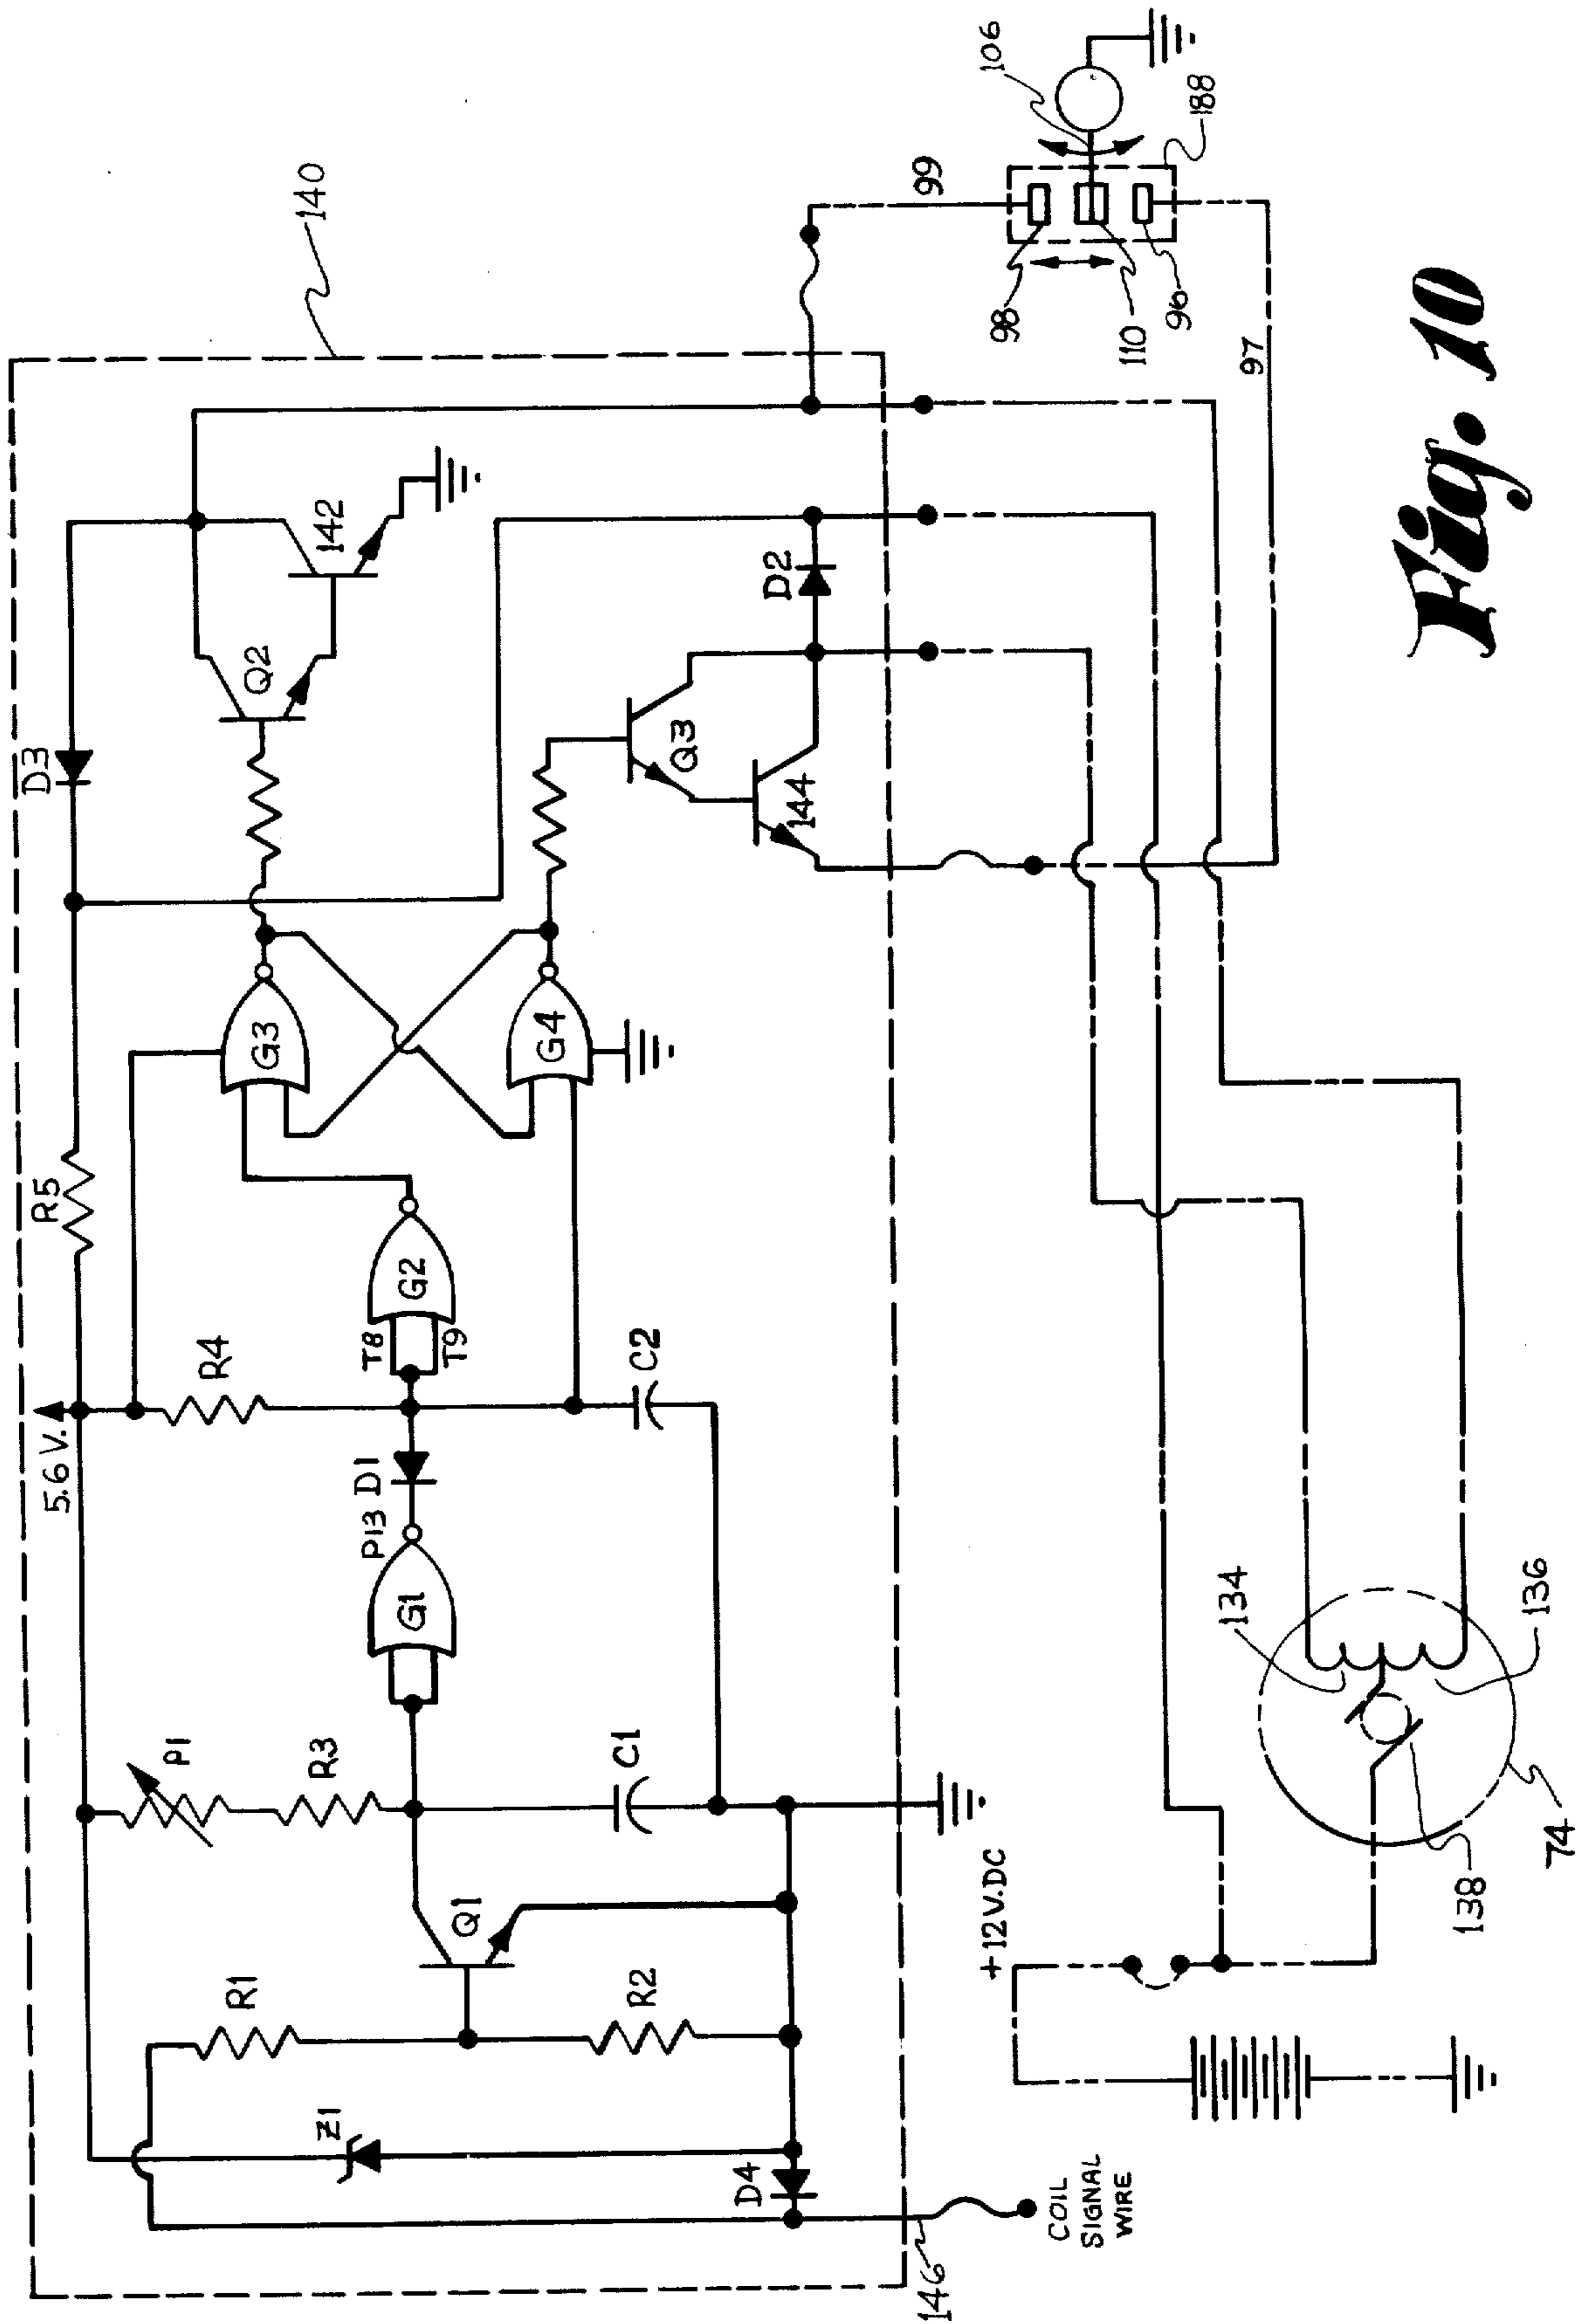 140
5.6 V.
R5
D3
P1
R3
R4
R1
Z1
Q1
R2
C1
G1
P13
D1
T8
T9
G2
C2
G3
G4
Q2
142
Q3
144
D2
D4
146
COIL
SIGNAL
WIRE
+12V.DC
99
106
98
110
96
188
97
134
136
138
74
Fig. 10